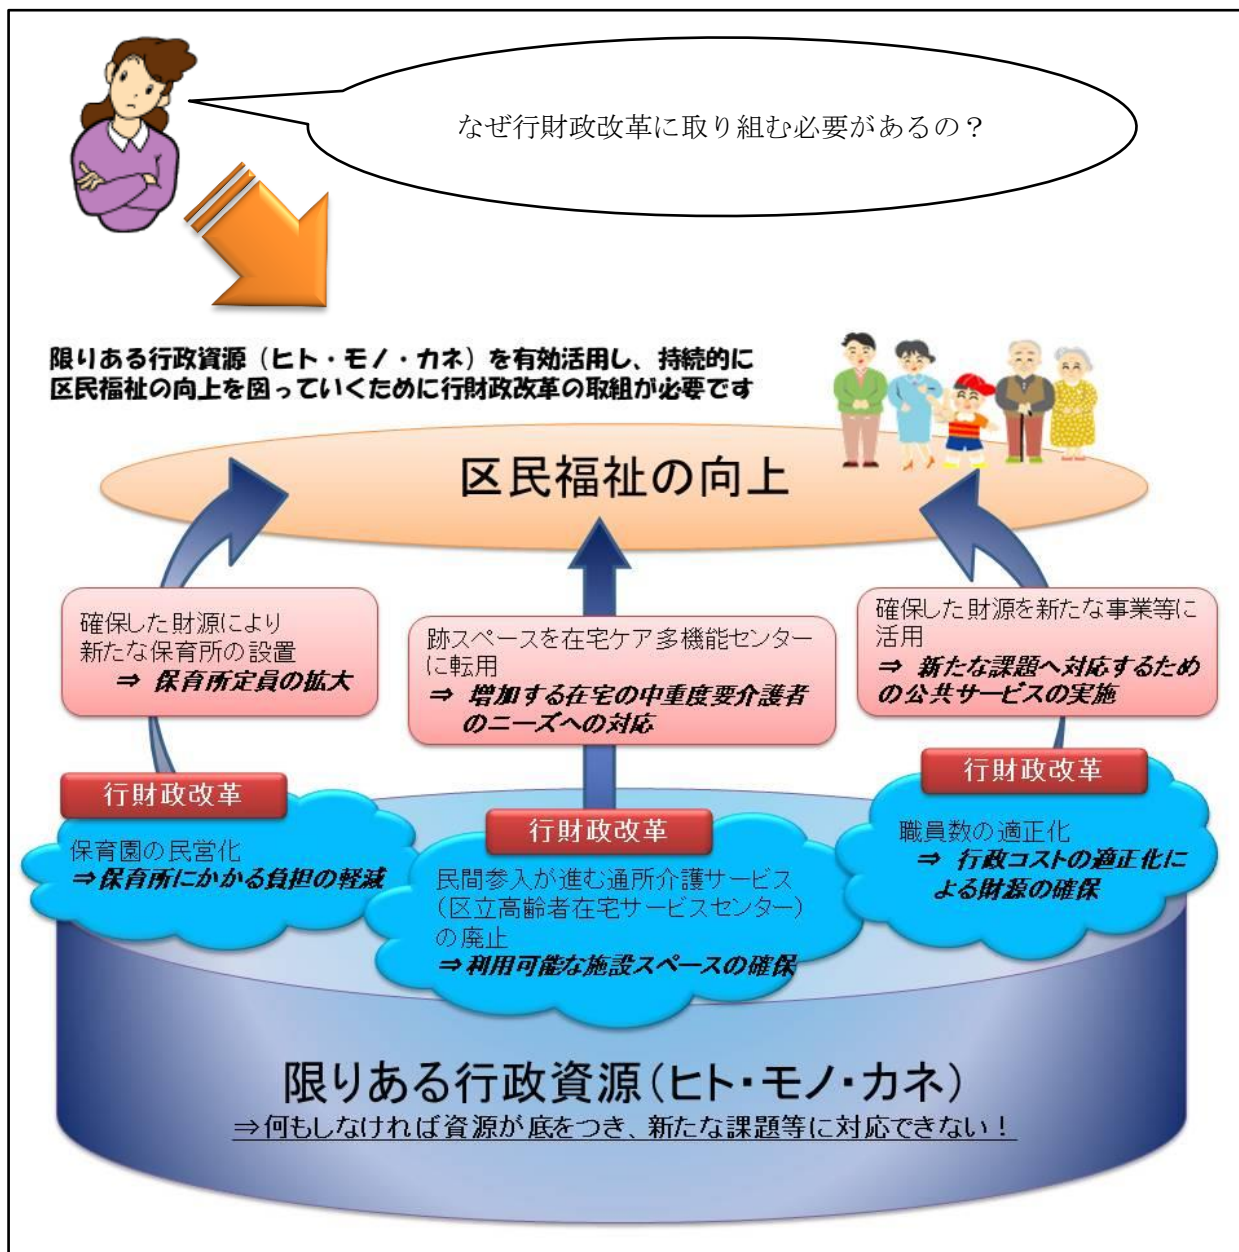 なぜ行財政改革に取り組む必要があるの？
限りある行政資源（ヒト・モノ・カネ）を有効活用し、持続的に
区民福祉の向上を図っていくために行財政改革の取組が必要です
区民福祉の向上
確保した財源により
新たな保育所の設置
⇒ 保育所定員の拡大
跡スペースを在宅ケア多機能センター
に転用
⇒ 増加する在宅の中重度要介護者
のニーズへの対応
確保した財源を新たな事業等に
活用
⇒ 新たな課題へ対応するため
の公共サービスの実施
行財政改革
保育園の民営化
⇒保育所にかかる負担の軽減
行財政改革
民間参入が進む通所介護サービス
（区立高齢者在宅サービスセンター）
の廃止
⇒利用可能な施設スペースの確保
行財政改革
職員数の適正化
⇒ 行政コストの適正化に
よる財源の確保
限りある行政資源（ヒト・モノ・カネ）
⇒何もしなければ資源が底をつき、新たな課題等に対応できない！